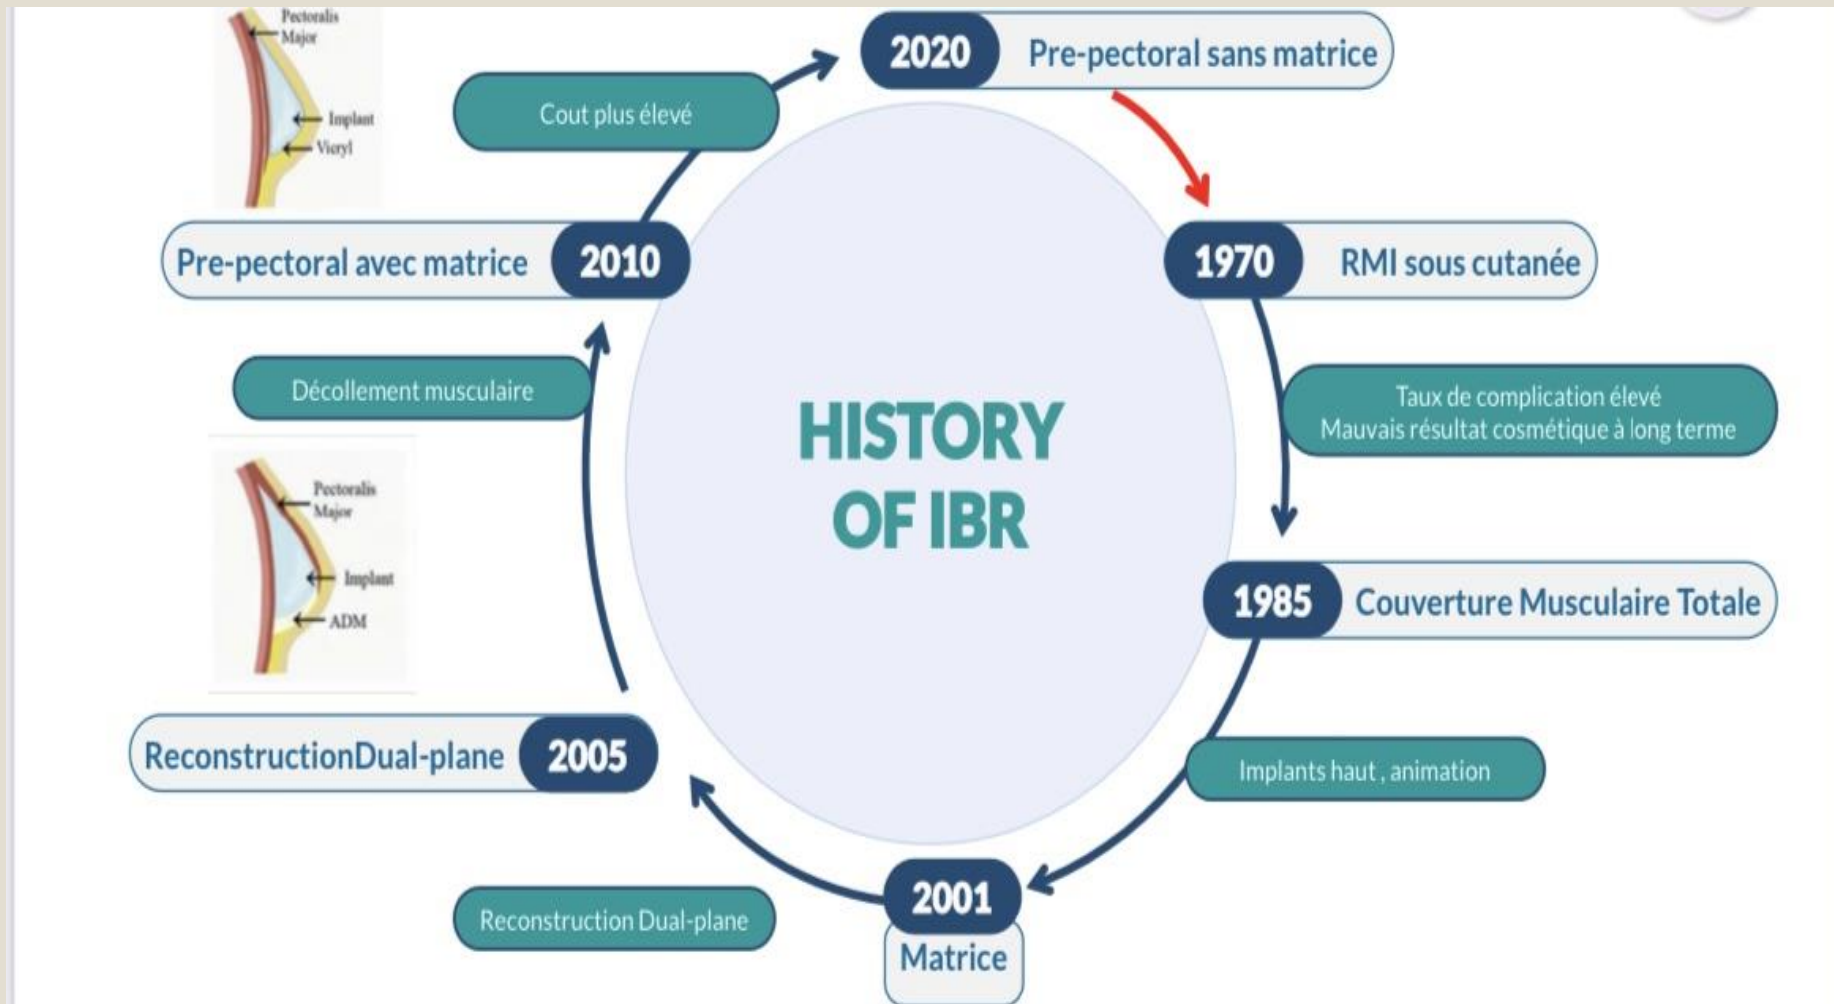 Pectoralis
Major
Implant
Vicryl
2020 Pre-pectoral sans matrice
Cout plus élevé
Pre-pectoral avec matrice 2010
1970 RMI sous cutanée
Décollement musculaire
Taux de complication élevé
Mauvais résultat cosmétique à long terme
HISTORY
OF IBR
Pectoralis
Major
Implant
ADM
1985 Couverture Musculaire Totale
ReconstructionDual-plane 2005
Implants haut , animation
Reconstruction Dual-plane
2001
Matrice